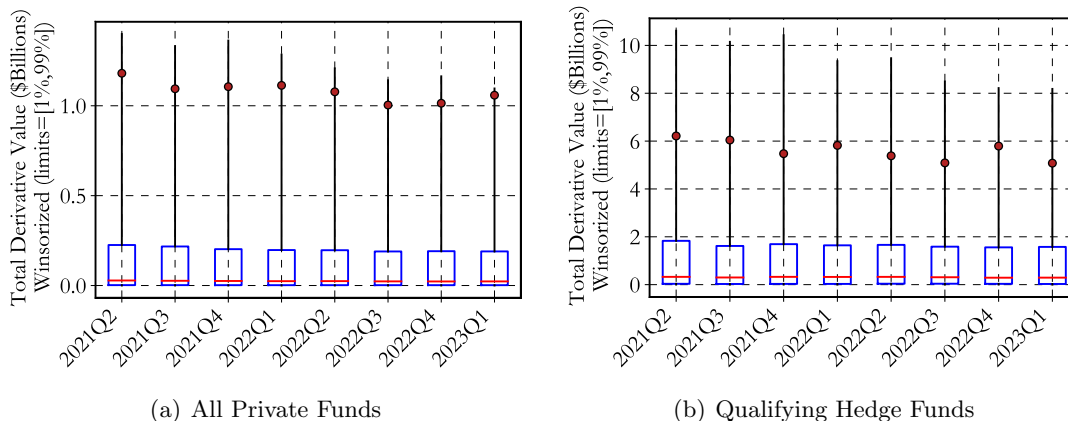 Total Derivative Value ($Billions)
Winsorized (limits=[1%,99%])
1.0
0.5
0.0
2021Q2
2021Q3
2021Q4
2022Q1
2022Q2
2022Q3
2022Q4
2023Q1
(a) All Private Funds
Total Derivative Value ($Billions)
Winsorized (limits=[1%,99%])
10
8
6
4
2
0
2021Q2
2021Q3
2021Q4
2022Q1
2022Q2
2022Q3
2022Q4
2023Q1
(b) Qualifying Hedge Funds